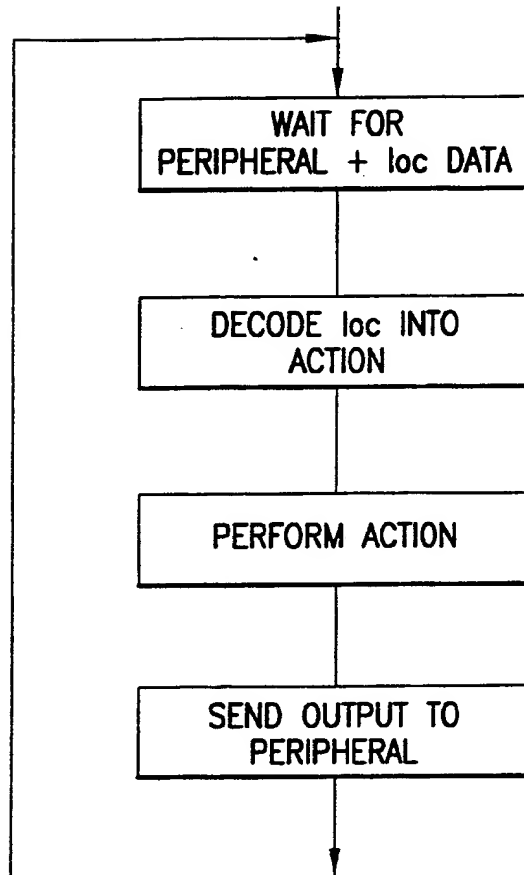 WAIT FOR
PERIPHERAL + loc DATA
DECODE loc INTO
ACTION
PERFORM ACTION
SEND OUTPUT TO
PERIPHERAL